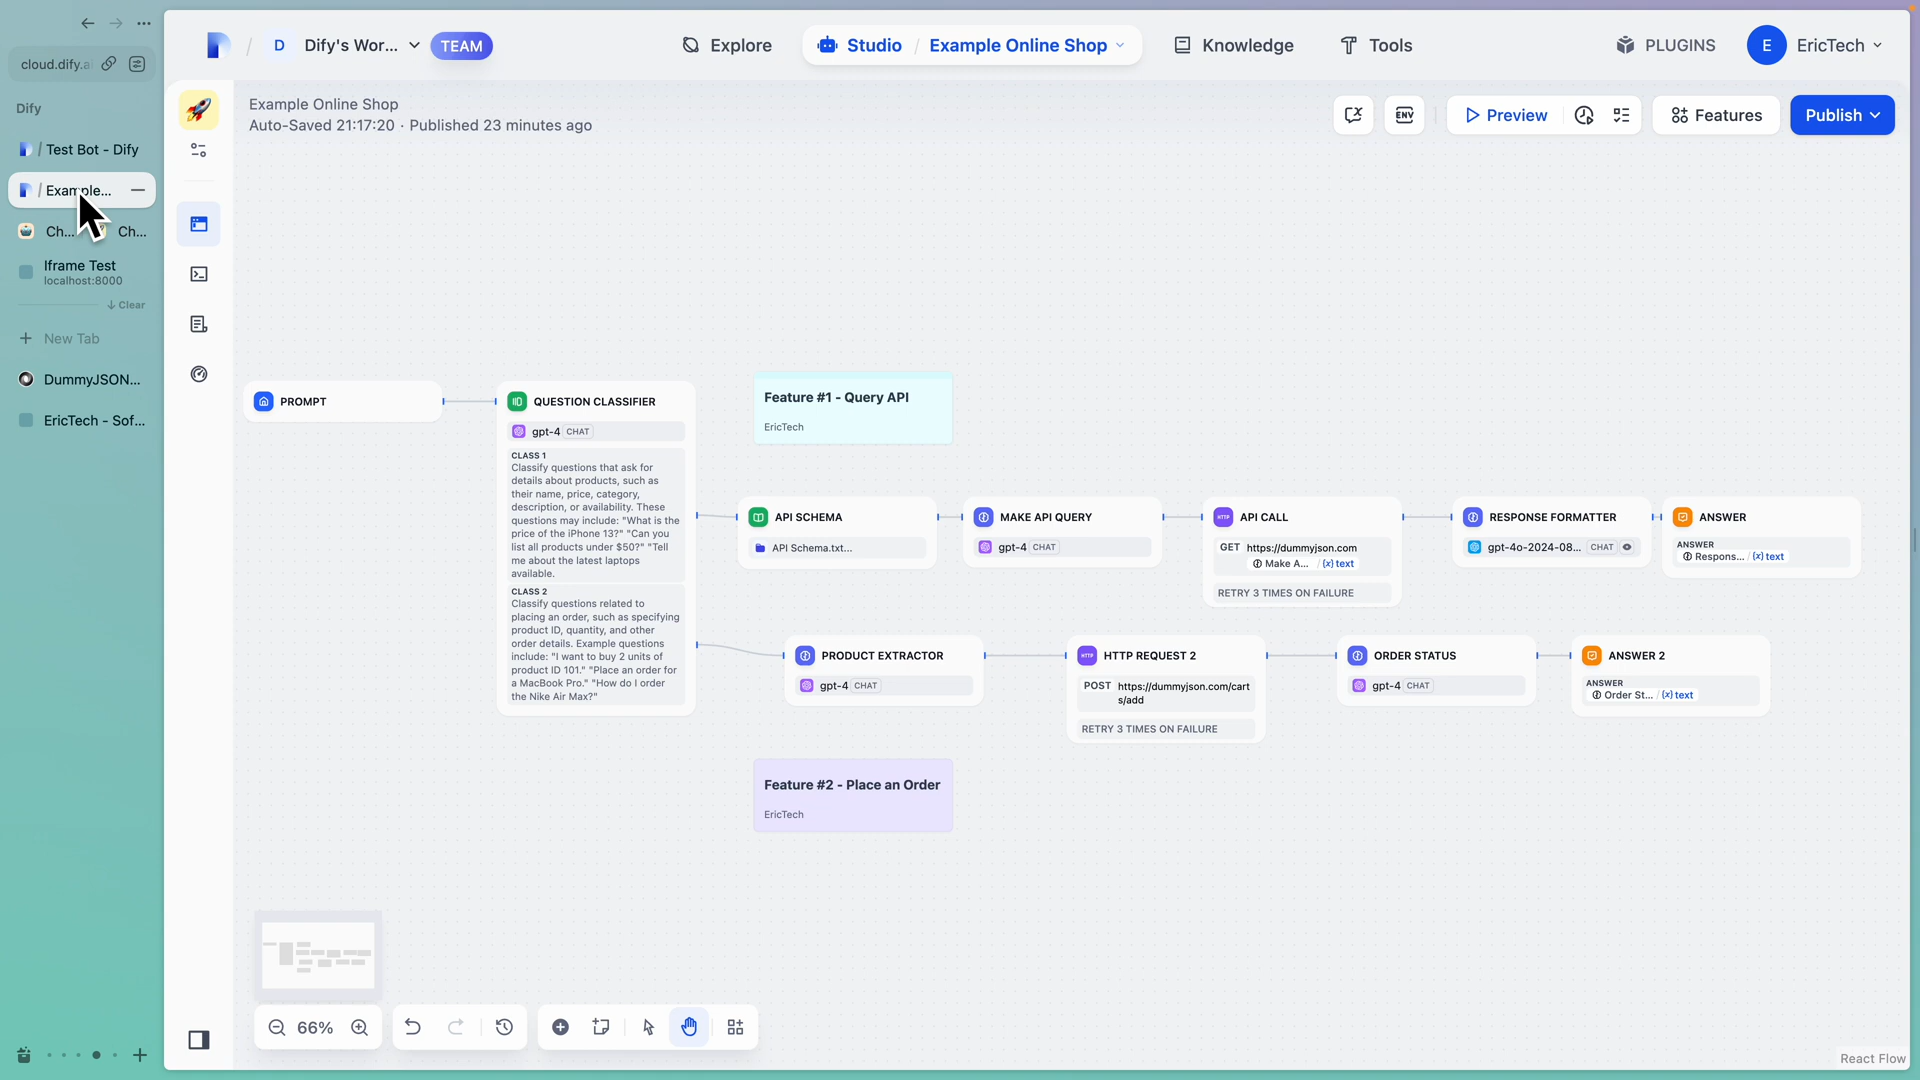 cloud.dify.a
Dify
/ Test Bot - Dify
/ Example...
Ch...
Ch...
Iframe Test
localhost:8000
↓ Clear
+ New Tab
DummyJSON...
EricTech - Sof...
/ D Dify's Wor... TEAM
Explore
Studio / Example Online Shop
Knowledge
Tools
PLUGINS
E EricTech
Example Online Shop
Auto-Saved 21:17:20 · Published 23 minutes ago
ENV
Preview
Features
Publish
PROMPT
QUESTION CLASSIFIER
gpt-4 CHAT
CLASS 1
Classify questions that ask for
details about products, such as
their name, price, category,
description, or availability. These
questions may include: "What is the
price of the iPhone 13?" "Can you
list all products under $50?" "Tell
me about the latest laptops
available.
CLASS 2
Classify questions related to
placing an order, such as specifying
product ID, quantity, and other
order details. Example questions
include: "I want to buy 2 units of
product ID 101." "Place an order for
a MacBook Pro." "How do I order
the Nike Air Max?"
Feature #1 - Query API
EricTech
API SCHEMA
API Schema.txt...
MAKE API QUERY
gpt-4 CHAT
HTTP API CALL
GET https://dummyjson.com
Make A... / {x} text
RETRY 3 TIMES ON FAILURE
RESPONSE FORMATTER
gpt-4o-2024-08... CHAT
ANSWER
ANSWER
Respons... / {x} text
PRODUCT EXTRACTOR
gpt-4 CHAT
HTTP HTTP REQUEST 2
POST https://dummyjson.com/cart
s/add
RETRY 3 TIMES ON FAILURE
ORDER STATUS
gpt-4 CHAT
ANSWER 2
ANSWER
Order St... / {x} text
Feature #2 - Place an Order
EricTech
66%
React Flow